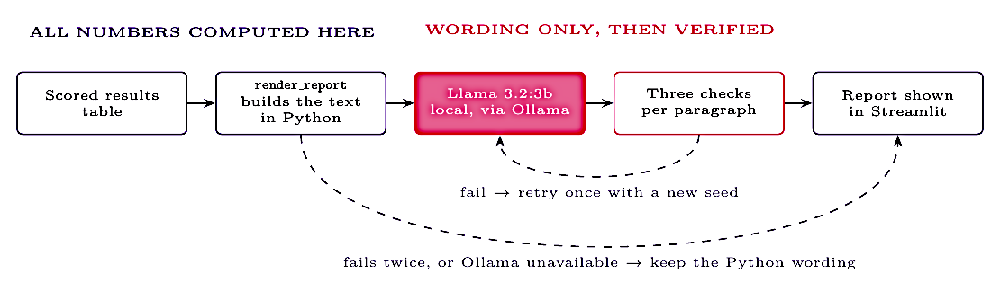 ALL NUMBERS COMPUTED HERE
WORDING ONLY, THEN VERIFIED
Scored results
table
render_report
builds the text
in Python
Llama 3.2:3b
local, via Ollama
Three checks
per paragraph
Report shown
in Streamlit
fail → retry once with a new seed
fails twice, or Ollama unavailable → keep the Python wording